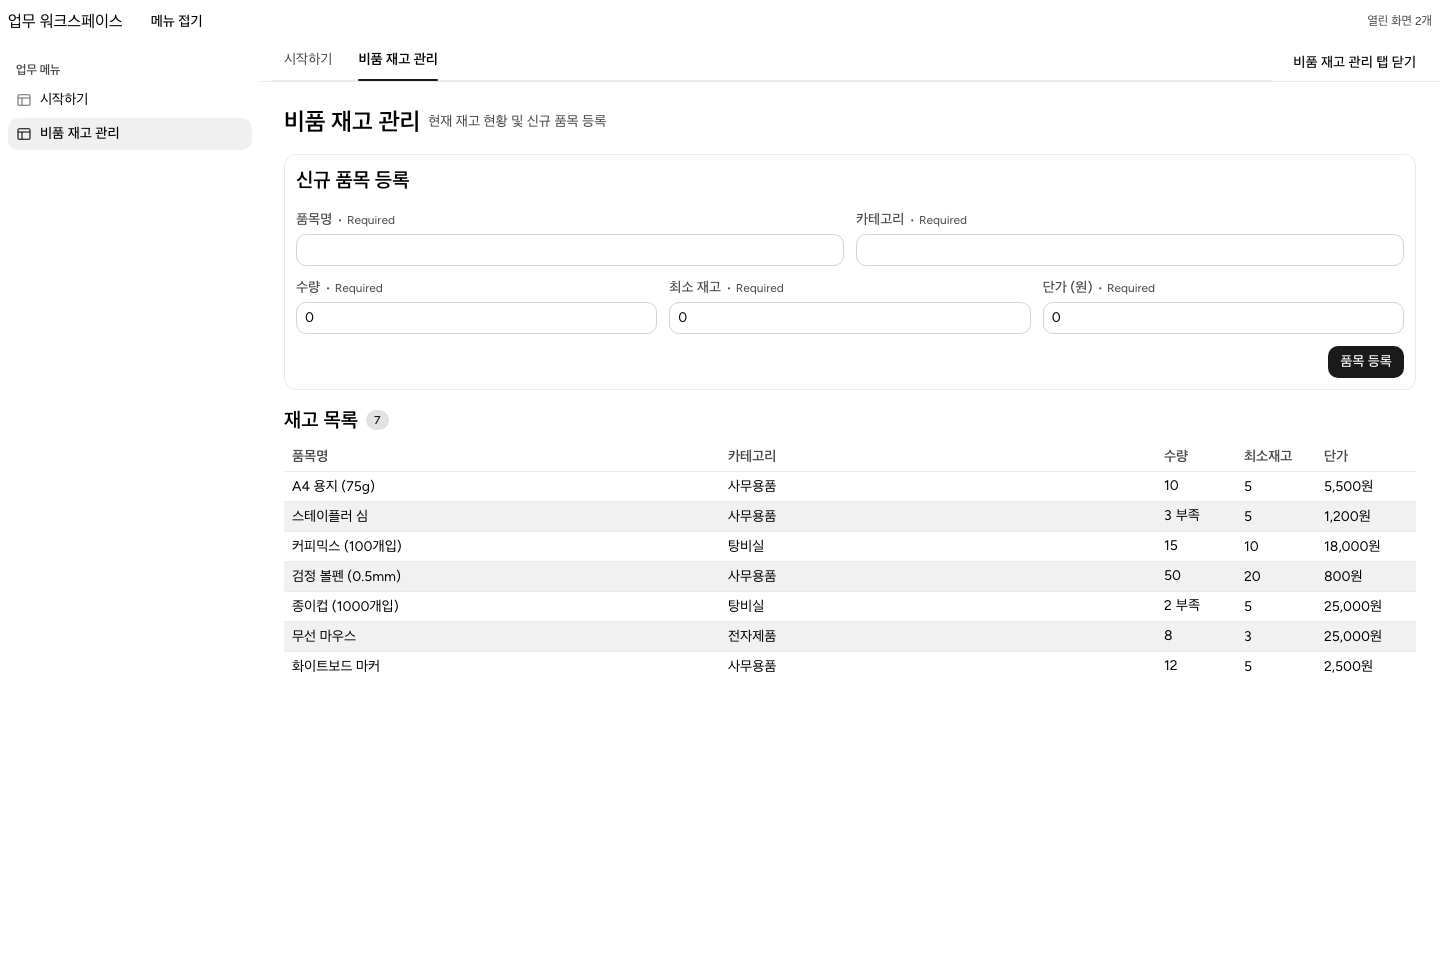 업무 워크스페이스 메뉴 접기 열린 화면 2개
업무 메뉴
시작하기
비품 재고 관리
시작하기 비품 재고 관리 비품 재고 관리 탭 닫기
비품 재고 관리 현재 재고 현황 및 신규 품목 등록
신규 품목 등록
품목명 · Required 카테고리 · Required
수량 · Required 최소 재고 · Required 단가 (원) · Required
0 0 0
품목 등록
재고 목록 7
품목명 카테고리 수량 최소재고 단가
A4 용지 (75g) 사무용품 10 5 5,500원
스테이플러 심 사무용품 3 부족 5 1,200원
커피믹스 (100개입) 탕비실 15 10 18,000원
검정 볼펜 (0.5mm) 사무용품 50 20 800원
종이컵 (1000개입) 탕비실 2 부족 5 25,000원
무선 마우스 전자제품 8 3 25,000원
화이트보드 마커 사무용품 12 5 2,500원